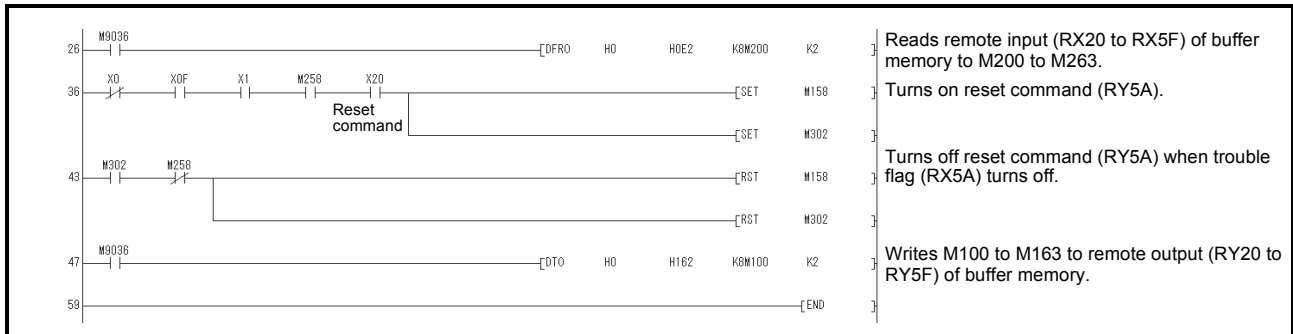 M9036
26 [DFRO H0 H0E2 K8M200 K2 ]
Reads remote input (RX20 to RX5F) of buffer
memory to M200 to M263.
X0 X0F X1 M258 X20
36 [SET M158 ]
Turns on reset command (RY5A).
Reset
command
[SET M302 ]
M302 M258
43 [RST M158 ]
Turns off reset command (RY5A) when trouble
flag (RX5A) turns off.
[RST M302 ]
M9036
47 [DTO H0 H162 K8M100 K2 ]
Writes M100 to M163 to remote output (RY20 to
RY5F) of buffer memory.
59 [END ]